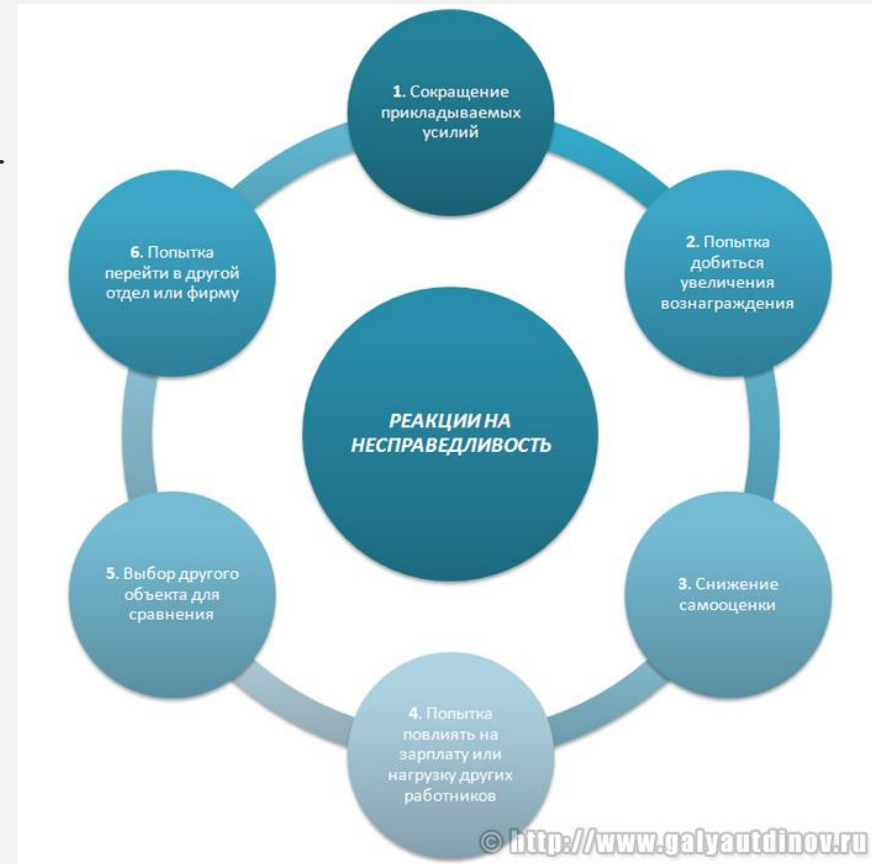 1. Сокращение
прикладываемых
усилий
2. Попытка
добиться
увеличения
вознаграждения
3. Снижение
самооценки
4. Попытка
повлиять на
зарплату или
нагрузку других
работников
5. Выбор другого
объекта для
сравнения
6. Попытка
перейти в другой
отдел или фирму
РЕАКЦИИ НА
НЕСПРАВЕДЛИВОСТЬ
© http://www.galyautdinov.ru